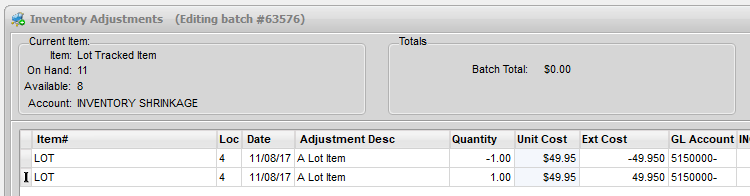 Inventory Adjustments (Editing batch #63576)
Current Item:
Item: Lot Tracked Item
On Hand: 11
Available: 8
Account: INVENTORY SHRINKAGE
Totals
Batch Total: $0.00
Item# Loc Date Adjustment Desc Quantity Unit Cost Ext Cost GL Account
LOT 4 11/08/17 A Lot Item -1.00 $49.95 -49.950 5150000-
LOT 4 11/08/17 A Lot Item 1.00 $49.95 49.950 5150000-